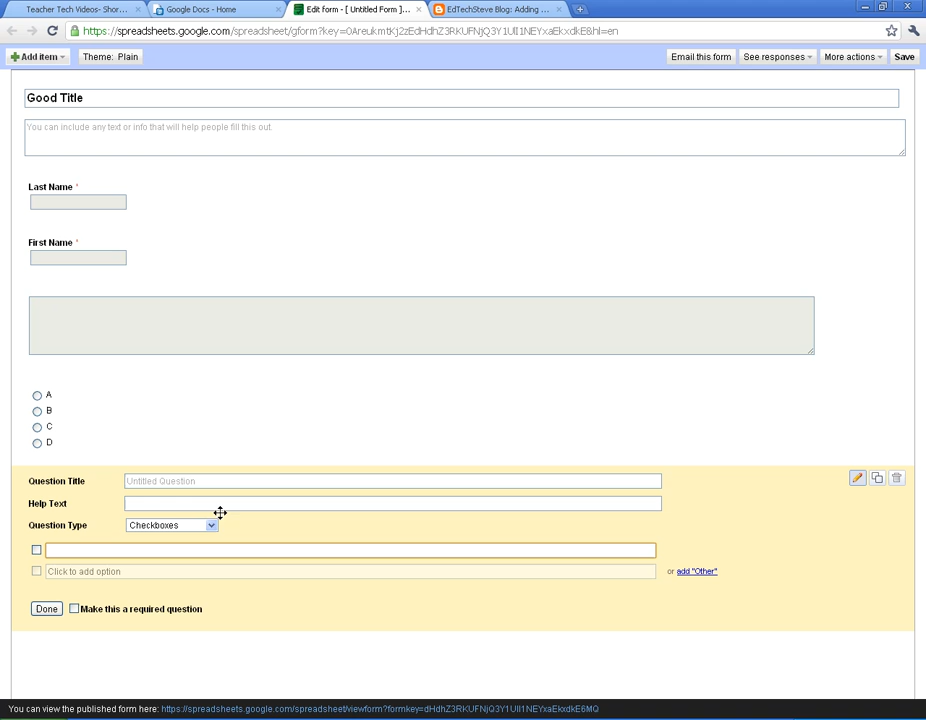 Teacher Tech Videos- Shor...
Google Docs - Home
Edit form - [ Untitled Form ]...
EdTechSteve Blog: Adding ...
https://spreadsheets.google.com/spreadsheet/gform?key=0AreukmtKj2zEdHdhZ3RKUFNjQ3Y1Ull1NEYxaEkxdkE&hl=en
Add item
Theme: Plain
Email this form
See responses
More actions
Save
Good Title
You can include any text or info that will help people fill this out
Last Name *
First Name *
A
B
C
D
Question Title
Untitled Question
Help Text
Question Type
Checkboxes
Click to add option
or add "Other"
Done
Make this a required question
You can view the published form here: https://spreadsheets.google.com/spreadsheet/viewform?formkey=dHdhZ3RKUFNjQ3Y1Ull1NEYxaEkxdkE6MQ